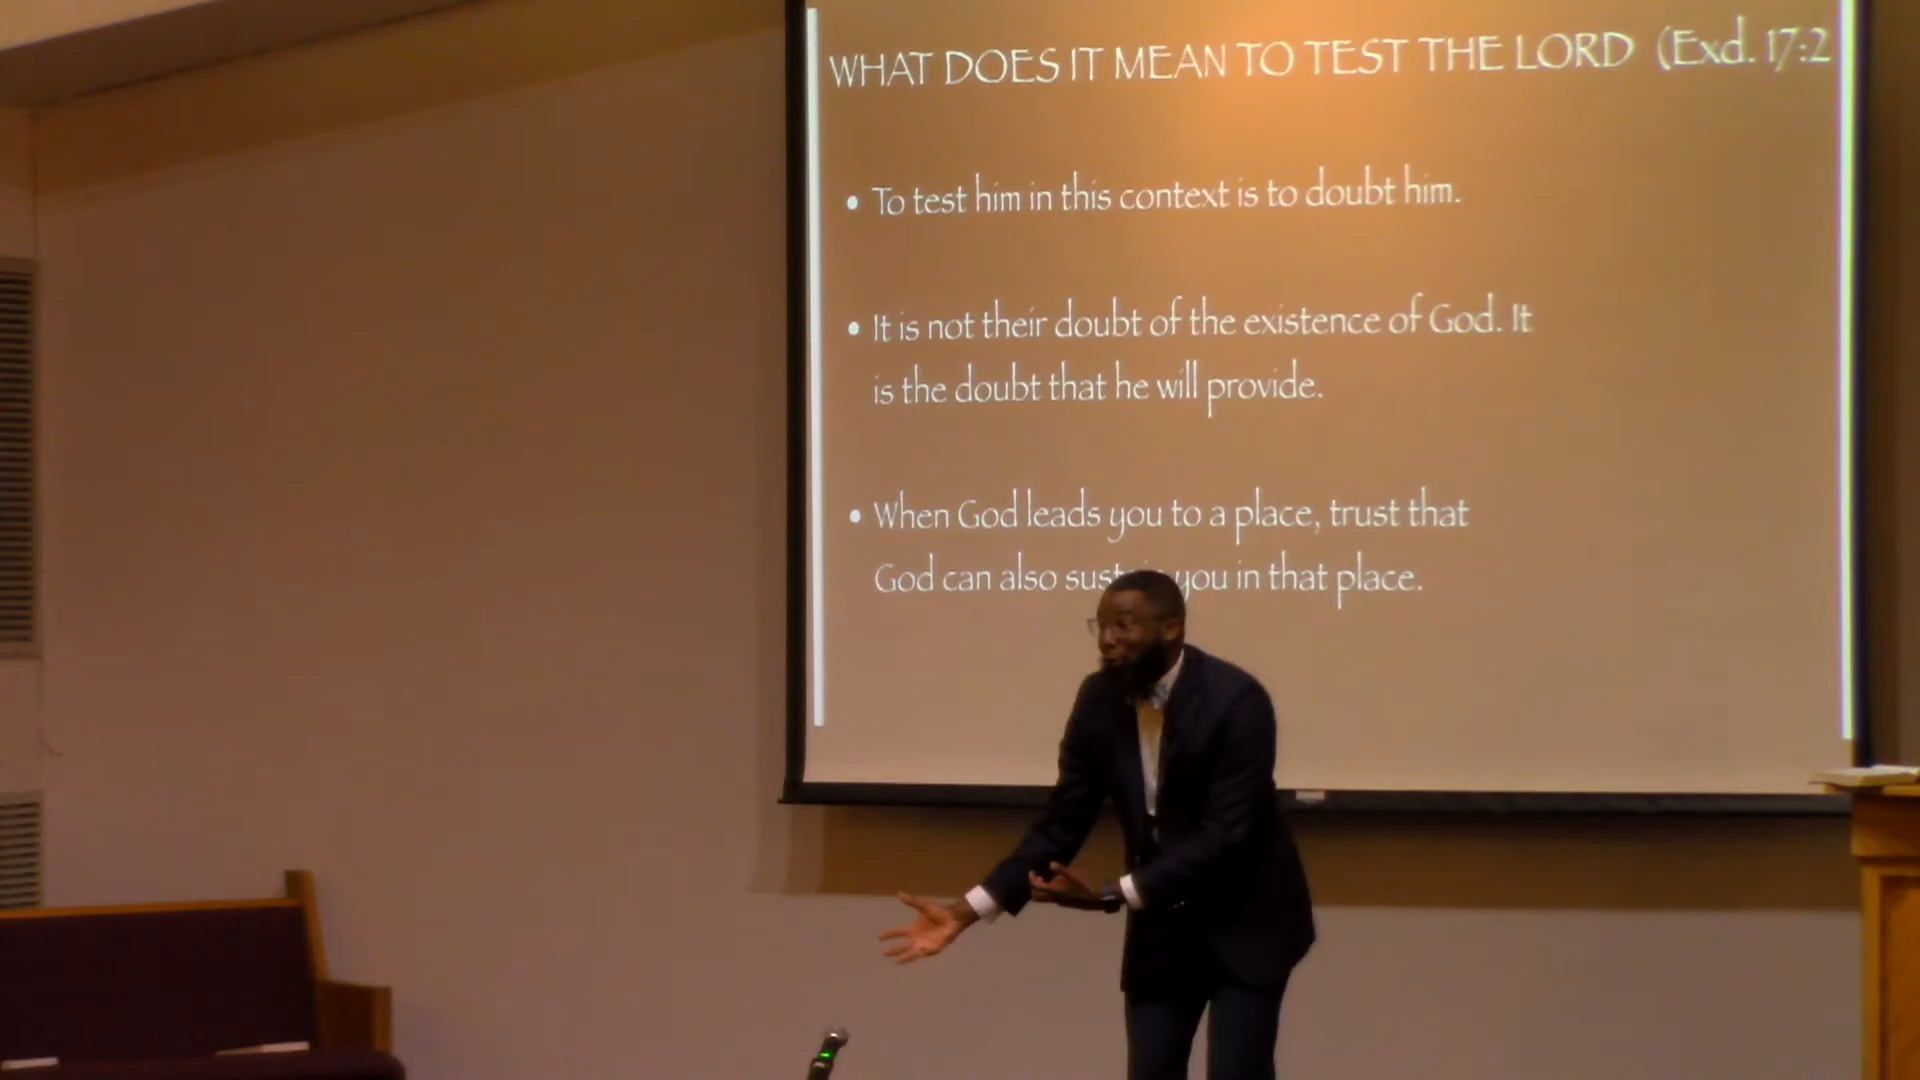 WHAT DOES IT MEAN TO TEST THE LORD (Exd. 17:2
• To test him in this context is to doubt him.
• It is not their doubt of the existence of God. It
is the doubt that he will provide.
• When God leads you to a place, trust that
God can also you in that place.